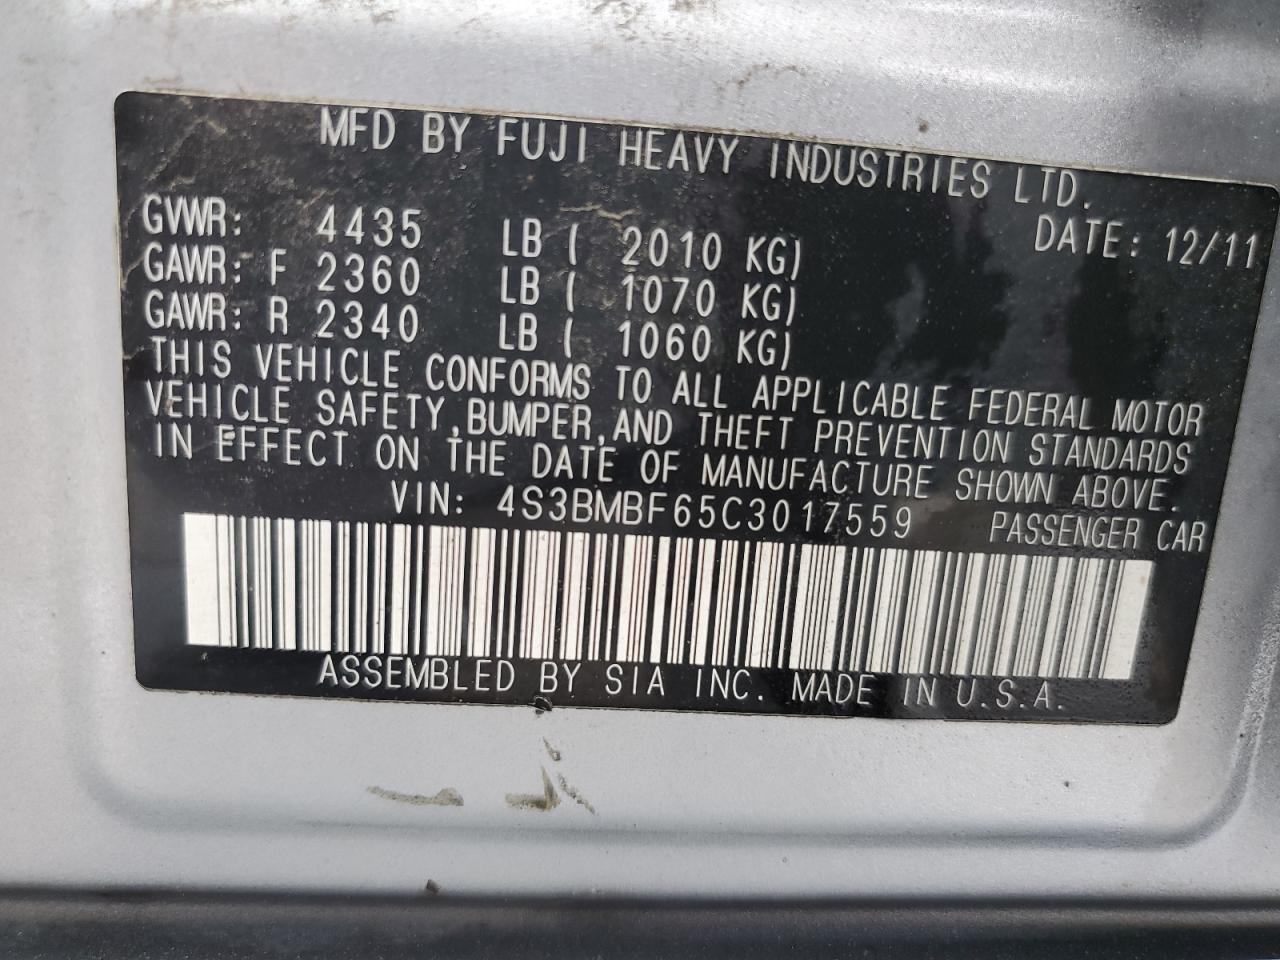 MFD BY FUJI HEAVY INDUSTRIES LTD.
DATE: 12/11
GVWR: 4435 LB ( 2010 KG)
GAWR: F 2360 LB ( 1070 KG)
GAWR: R 2340 LB ( 1060 KG)
THIS VEHICLE CONFORMS TO ALL APPLICABLE FEDERAL MOTOR
VEHICLE SAFETY,BUMPER,AND THEFT PREVENTION STANDARDS
IN EFFECT ON THE DATE OF MANUFACTURE SHOWN ABOVE.
VIN: 4S3BMBF65C3017559 PASSENGER CAR
ASSEMBLED BY SIA INC. MADE IN U.S.A.